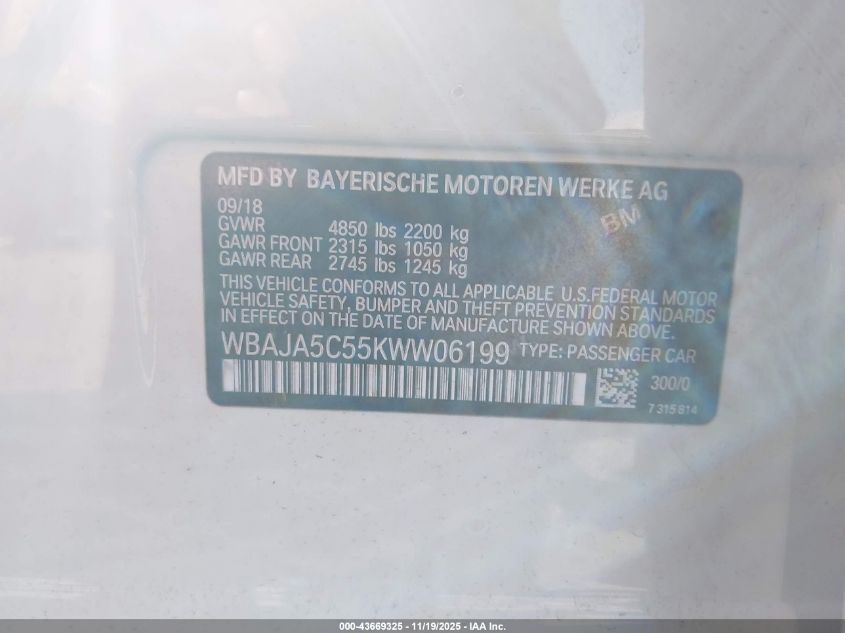 MFD BY BAYERISCHE MOTOREN WERKE AG
09/18
GVWR 4850 lbs 2200 kg
GAWR FRONT 2315 lbs 1050 kg
GAWR REAR 2745 lbs 1245 kg
BM
THIS VEHICLE CONFORMS TO ALL APPLICABLE U.S.FEDERAL MOTOR
VEHICLE SAFETY, BUMPER AND THEFT PREVENTION STANDARDS
IN EFFECT ON THE DATE OF MANUFACTURE SHOWN ABOVE.
WBAJA5C55KWW06199 TYPE: PASSENGER CAR
300/0
7315814
000-43669325 - 11/19/2025 - IAA Inc.